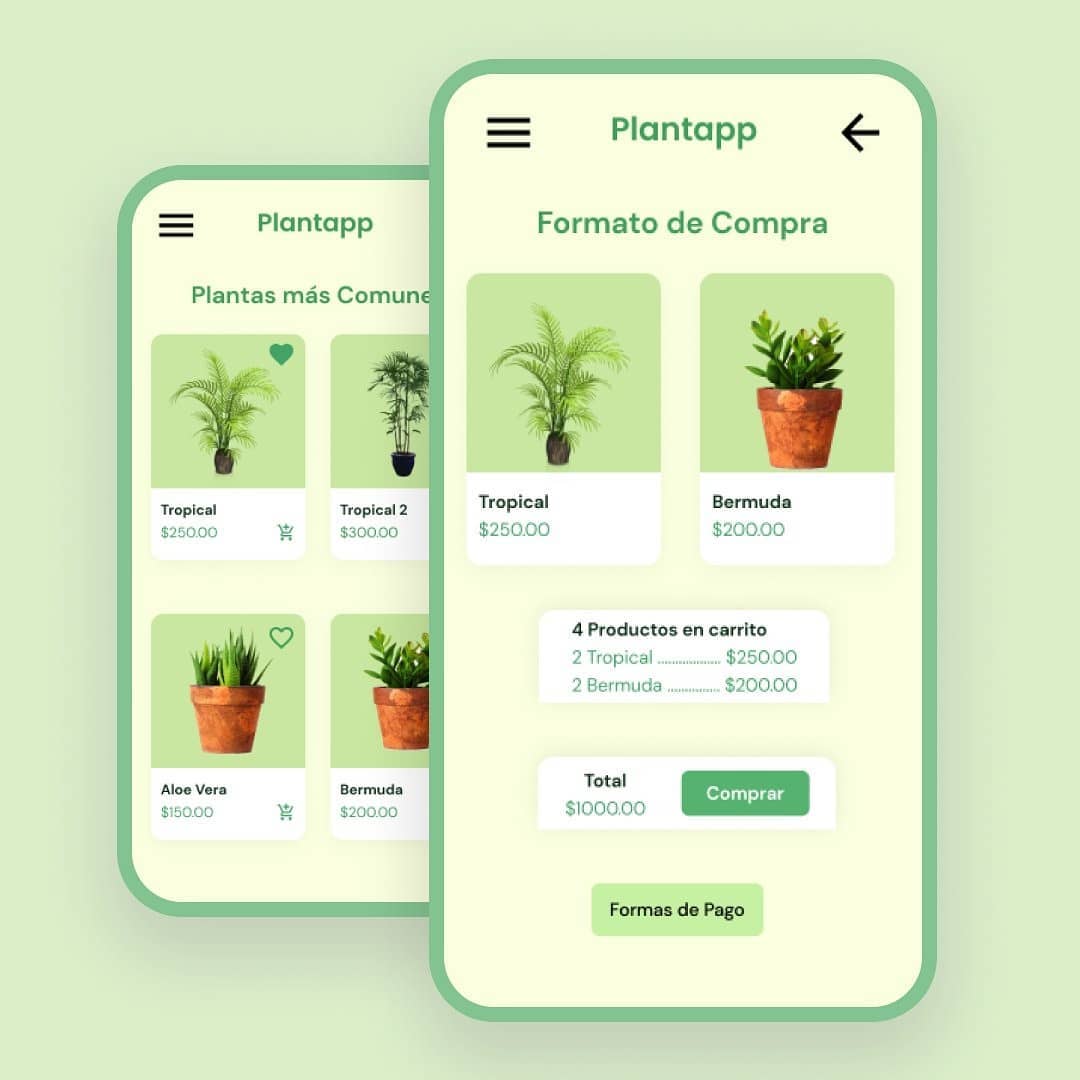 Plantapp
Plantas más Comune
Tropical
$250.00
Tropical 2
$300.00
Aloe Vera
$150.00
Bermuda
$200.00
Plantapp
Formato de Compra
Tropical
$250.00
Bermuda
$200.00
4 Productos en carrito
2 Tropical ................... $250.00
2 Bermuda ................ $200.00
Total
$1000.00
Comprar
Formas de Pago